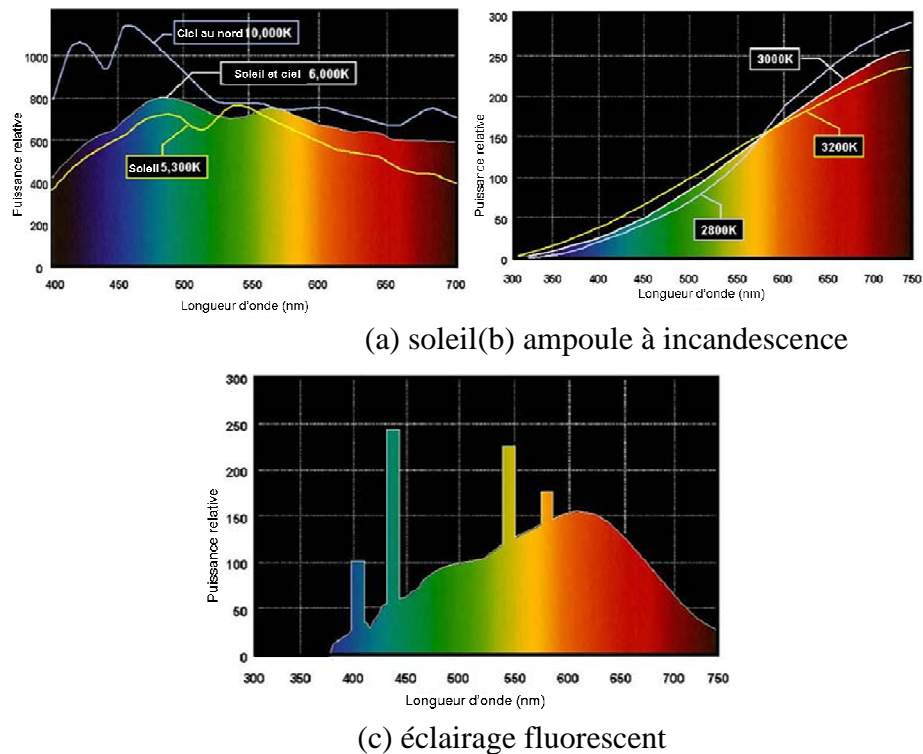 1000
800
600
400
200
0
Puissance relative
Ciel au nord 10,000K
Soleil et ciel 6,000K
Soleil 5,300K
400 450 500 550 600 650 700
Longueur d'onde (nm)
300
250
200
150
100
50
0
Puissance relative
3000K
3200K
2800K
300 350 400 450 500 550 600 650 700 750
Longueur d'onde (nm)
(a) soleil(b) ampoule à incandescence
300
250
200
150
100
50
0
Puissance relative
300 350 400 450 500 550 600 650 700 750
Longueur d'onde (nm)
(c) éclairage fluorescent